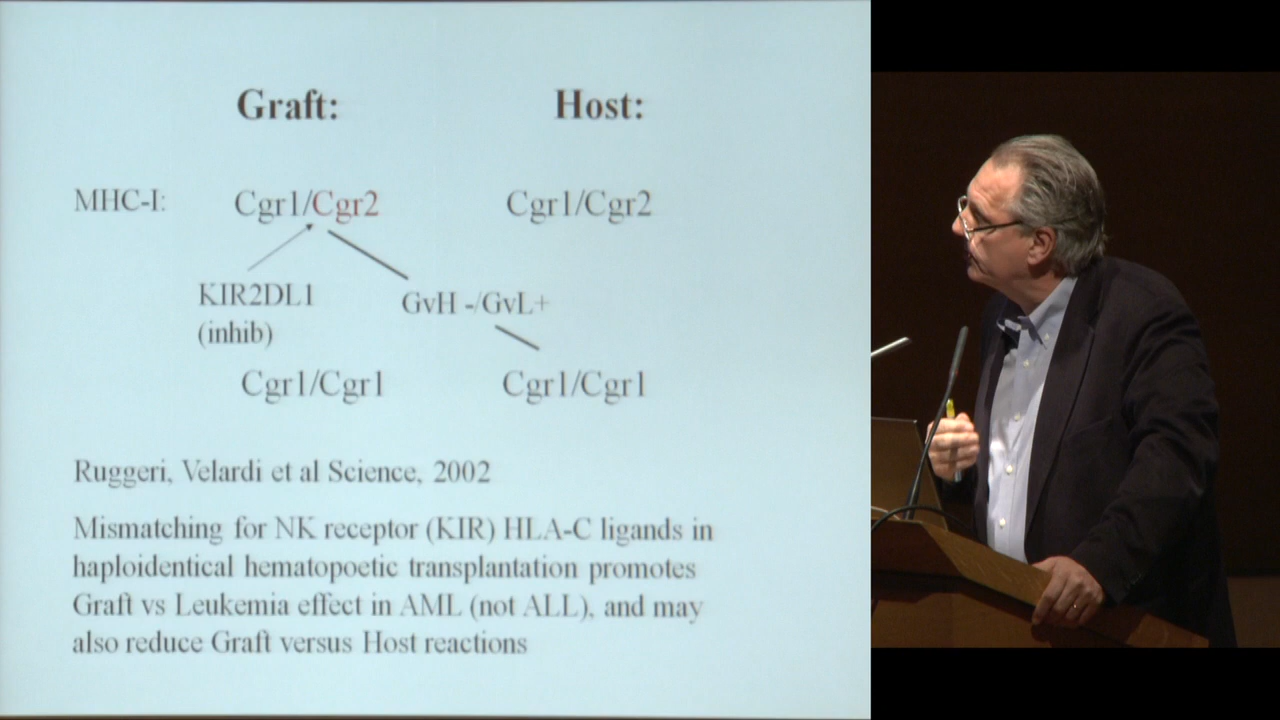 Graft: Host:
MHC-I: Cgr1/Cgr2 Cgr1/Cgr2
KIR2DL1 GvH -/GvL+
(inhib)
Cgr1/Cgr1 Cgr1/Cgr1
Ruggeri, Velardi et al Science, 2002
Mismatching for NK receptor (KIR) HLA-C ligands in
haploidentical hematopoetic transplantation promotes
Graft vs Leukemia effect in AML (not ALL), and may
also reduce Graft versus Host reactions